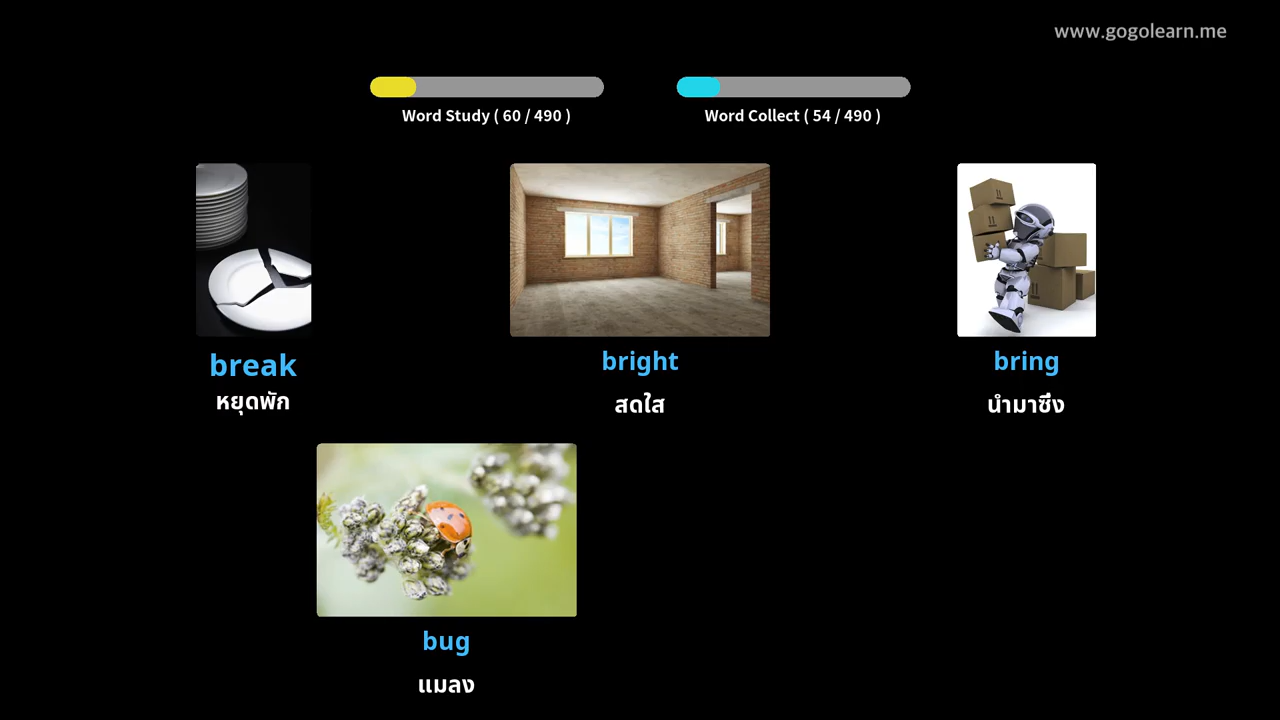 www.gogolearn.me
Word Study ( 60 / 490 )
Word Collect ( 54 / 490 )
break
หยุดพัก
bright
สดใส
bring
นำมาซึ่ง
bug
แมลง